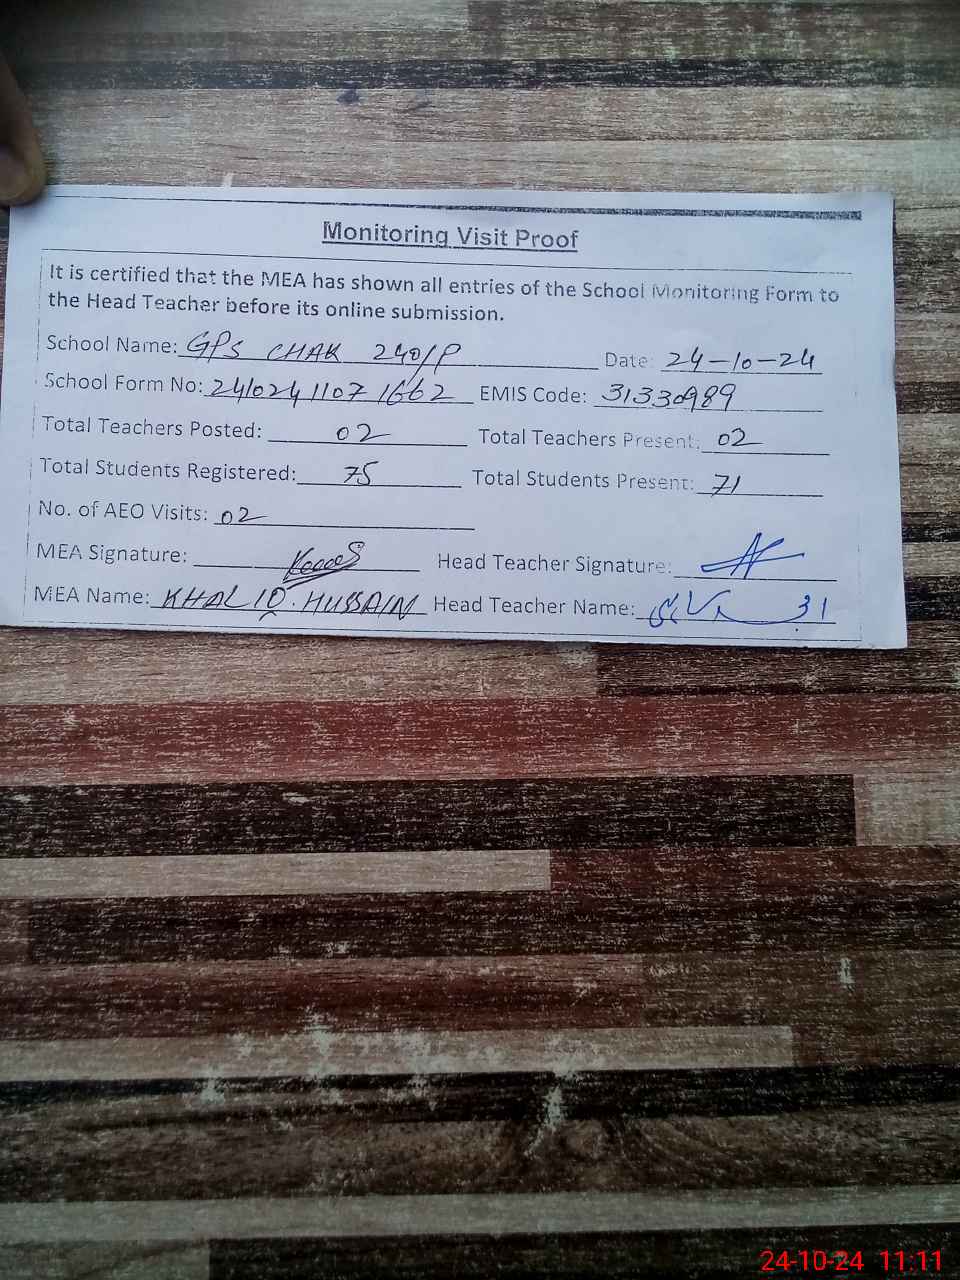 Monitoring Visit Proof
It is certified that the MEA has shown all entries of the School Monitoring Form to
the Head Teacher before its online submission.
School Name: GPS CHAK 240/P Date: 24-10-24
School Form No: 241024 1107 1662 EMIS Code: 31330989
Total Teachers Posted: 02 Total Teachers Present: 02
Total Students Registered: 75 Total Students Present: 71
No. of AEO Visits: 02
MEA Signature: Head Teacher Signature:
MEA Name: KHALIQ HUSSAIN Head Teacher Name:
24-10-24 11:11